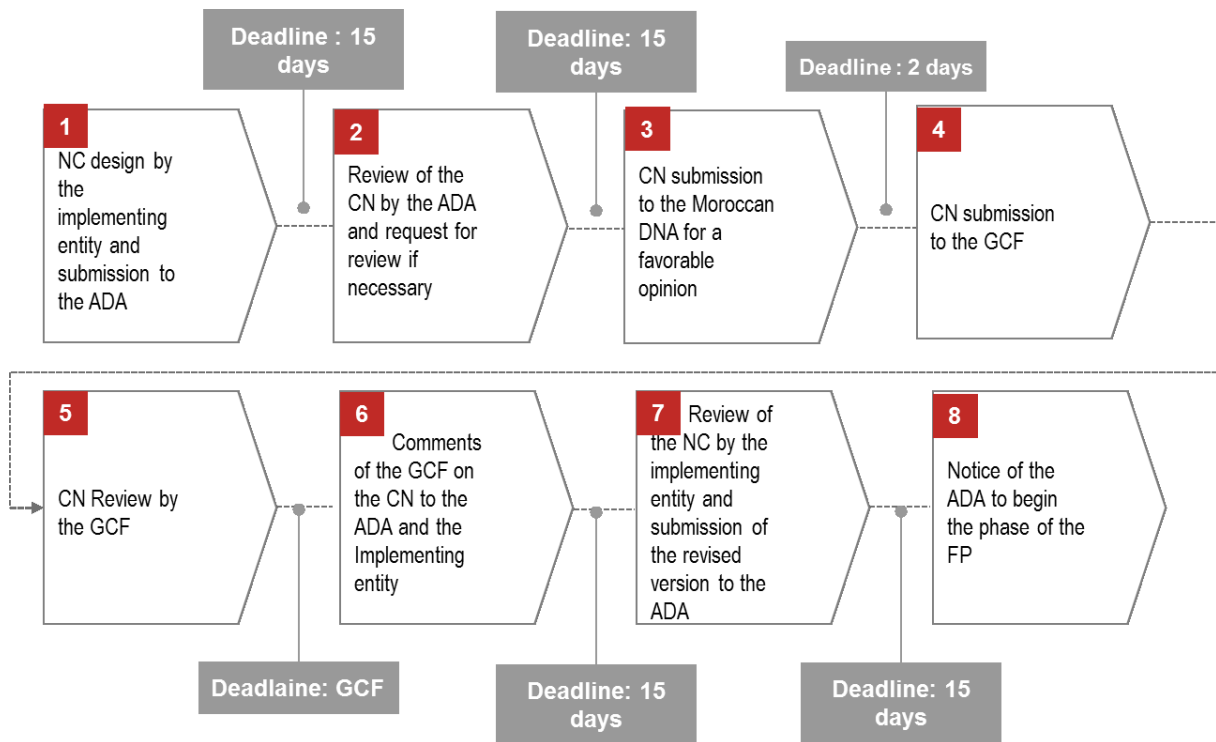 Deadline : 15
days
Deadline: 15
days
Deadline : 2 days
1
NC design by
the
implementing
entity and
submission to
the ADA
2
Review of the
CN by the ADA
and request for
review if
necessary
3
CN submission
to the Moroccan
DNA for a
favorable
opinion
4
CN submission
to the GCF
5
CN Review by
the GCF
6
Comments
of the GCF on
the CN to the
ADA and the
Implementing
entity
7
Review of
the NC by the
implementing
entity and
submission of
the revised
version to the
ADA
8
Notice of the
ADA to begin
the phase of the
FP
Deadlaine: GCF
Deadline: 15
days
Deadline: 15
days